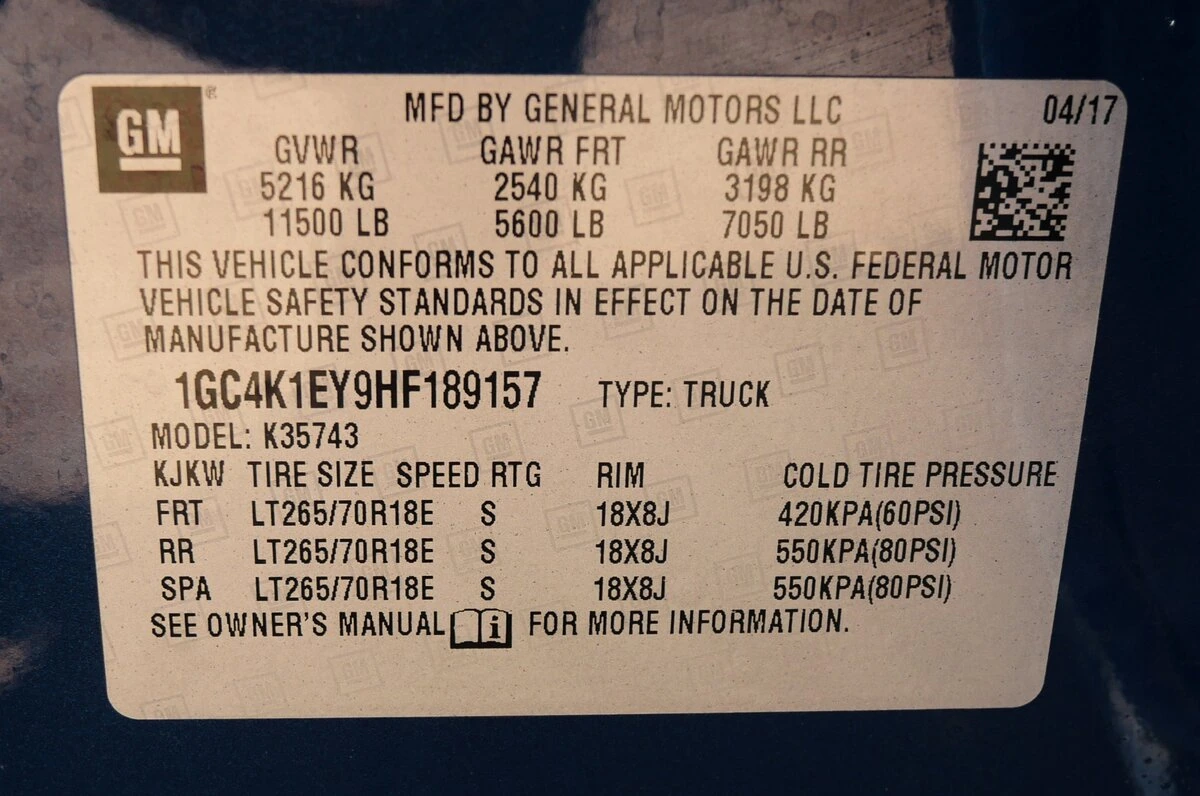 GM ® MFD BY GENERAL MOTORS LLC 04/17
GVWR GAWR FRT GAWR RR
5216 KG 2540 KG 3198 KG
11500 LB 5600 LB 7050 LB
THIS VEHICLE CONFORMS TO ALL APPLICABLE U.S. FEDERAL MOTOR
VEHICLE SAFETY STANDARDS IN EFFECT ON THE DATE OF
MANUFACTURE SHOWN ABOVE.
1GC4K1EY9HF189157 TYPE: TRUCK
MODEL: K35743
KJKW TIRE SIZE SPEED RTG RIM COLD TIRE PRESSURE
FRT LT265/70R18E S 18X8J 420KPA(60PSI)
RR LT265/70R18E S 18X8J 550KPA(80PSI)
SPA LT265/70R18E S 18X8J 550KPA(80PSI)
SEE OWNER'S MANUAL i FOR MORE INFORMATION.